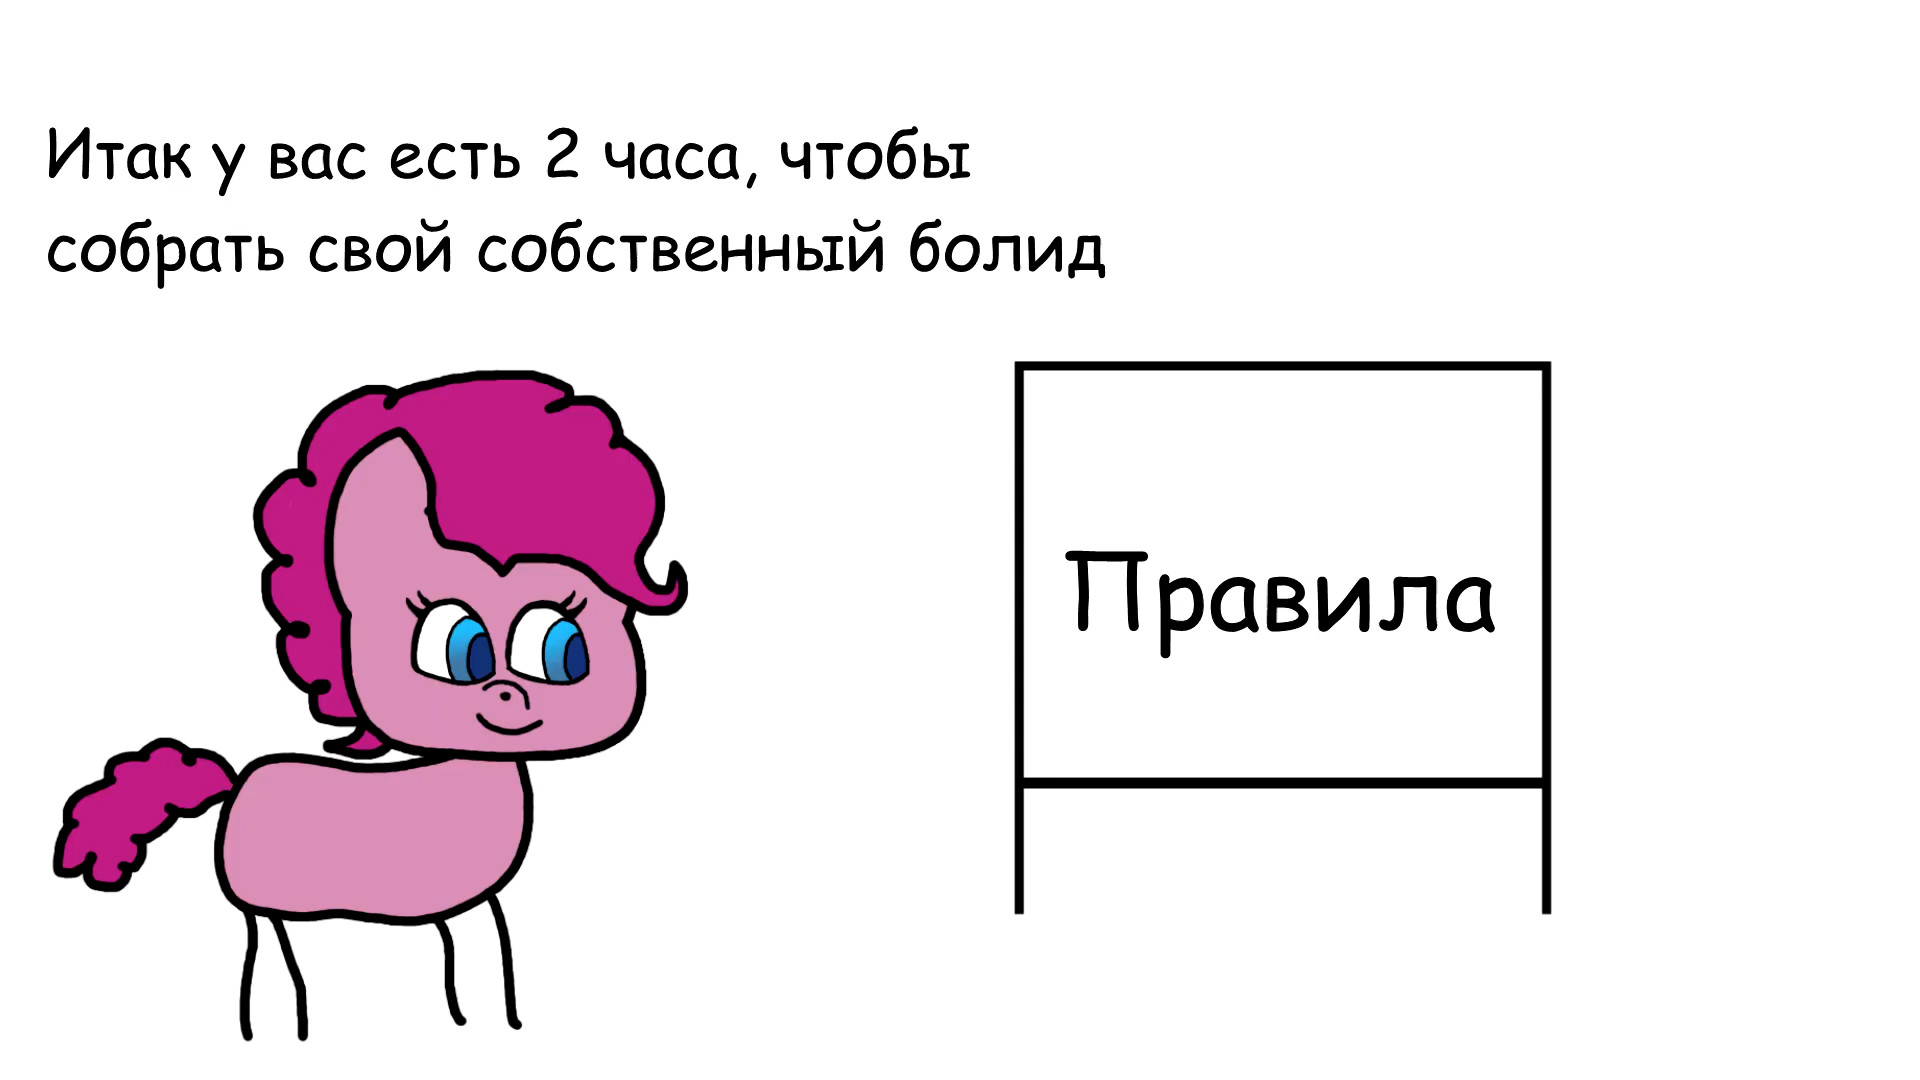 Итак у вас есть 2 часа, чтобы
собрать свой собственный болид
Правила